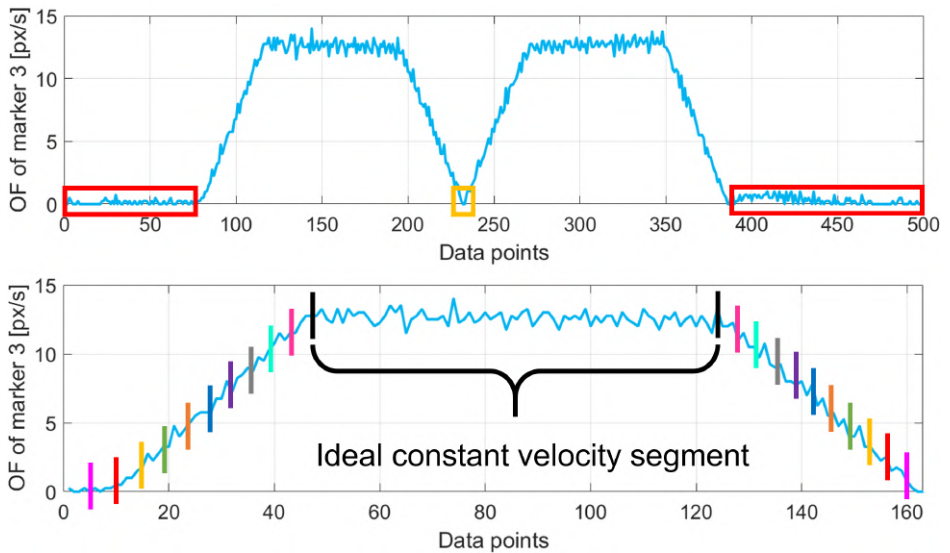 15
10
5
0
OF of marker 3 [px/s]
0 50 100 150 200 250 300 350 400 450 500
Data points
15
10
5
0
OF of marker 3 [px/s]
Ideal constant velocity segment
0 20 40 60 80 100 120 140 160
Data points